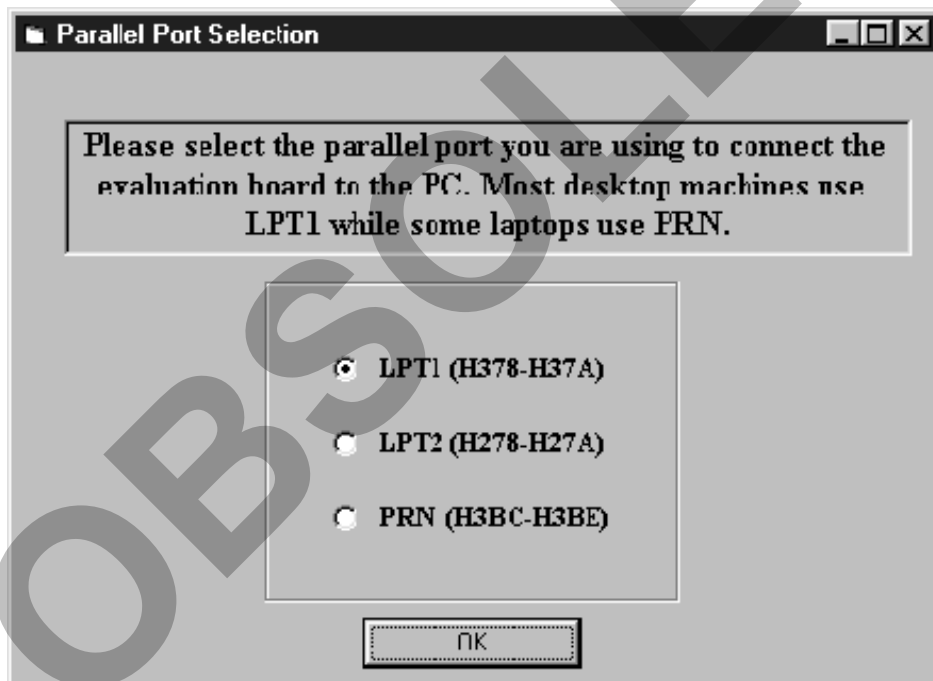 Parallel Port Selection
Please select the parallel port you are using to connect the
evaluation board to the PC. Most desktop machines use
LPT1 while some laptops use PRN.
LPT1 (H378-H37A)
LPT2 (H278-H27A)
PRN (H3BC-H3BE)
OK
OBSOLE